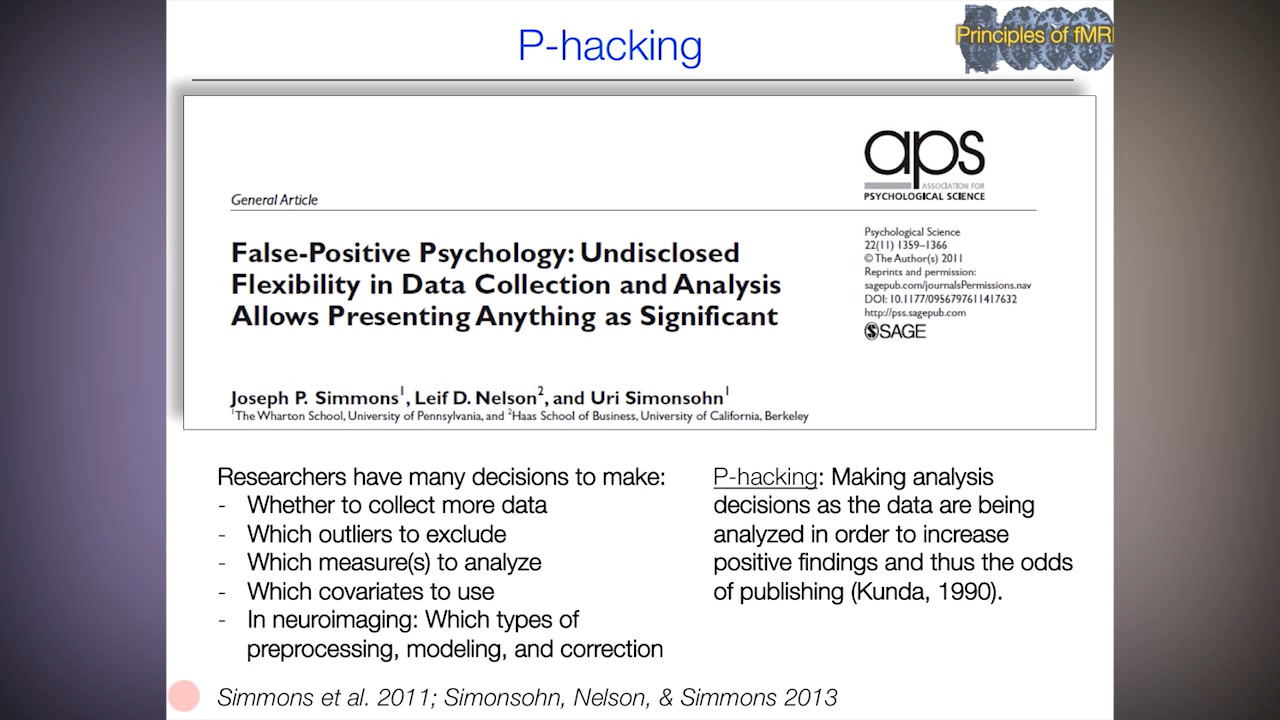 P-hacking
Principles of fMRI
aps
ASSOCIATION FOR
PSYCHOLOGICAL SCIENCE
General Article
False-Positive Psychology: Undisclosed
Flexibility in Data Collection and Analysis
Allows Presenting Anything as Significant
Psychological Science
22(11) 1359–1366
© The Author(s) 2011
Reprints and permission:
sagepub.com/journalsPermissions.nav
DOI: 10.1177/0956797611417632
http://pss.sagepub.com
SAGE
Joseph P. Simmons1, Leif D. Nelson2, and Uri Simonsohn1
1The Wharton School, University of Pennsylvania, and 2Haas School of Business, University of California, Berkeley
Researchers have many decisions to make:
- Whether to collect more data
- Which outliers to exclude
- Which measure(s) to analyze
- Which covariates to use
- In neuroimaging: Which types of
preprocessing, modeling, and correction
P-hacking: Making analysis
decisions as the data are being
analyzed in order to increase
positive findings and thus the odds
of publishing (Kunda, 1990).
Simmons et al. 2011; Simonsohn, Nelson, & Simmons 2013